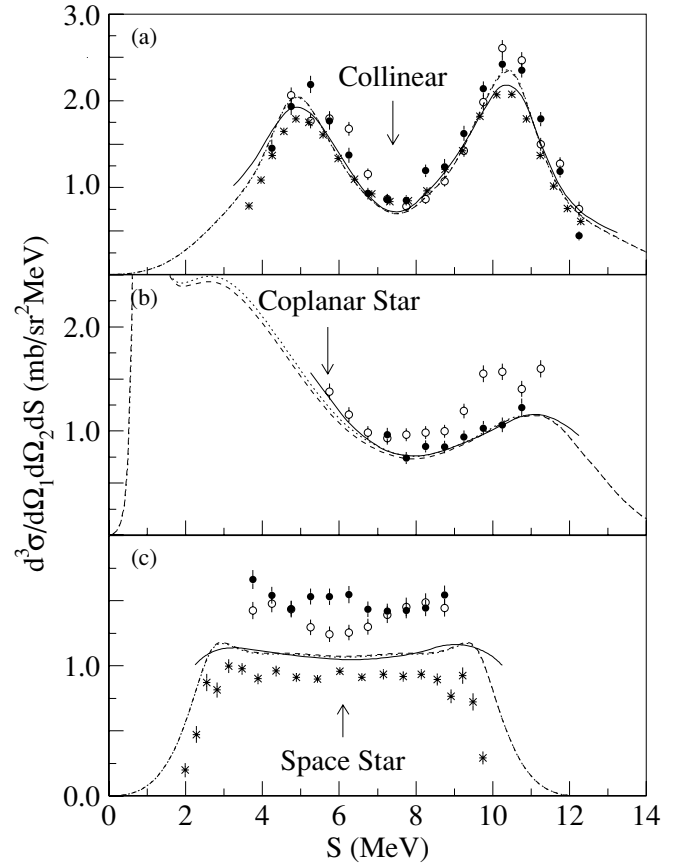 3.0
(a)
Collinear
2.0
1.0
(b)
Coplanar Star
2.0
1.0
d³σ/dΩ₁dΩ₂dS (mb/sr²MeV)
(c)
1.0
Space Star
0.0
0 2 4 6 8 10 12 14
S (MeV)